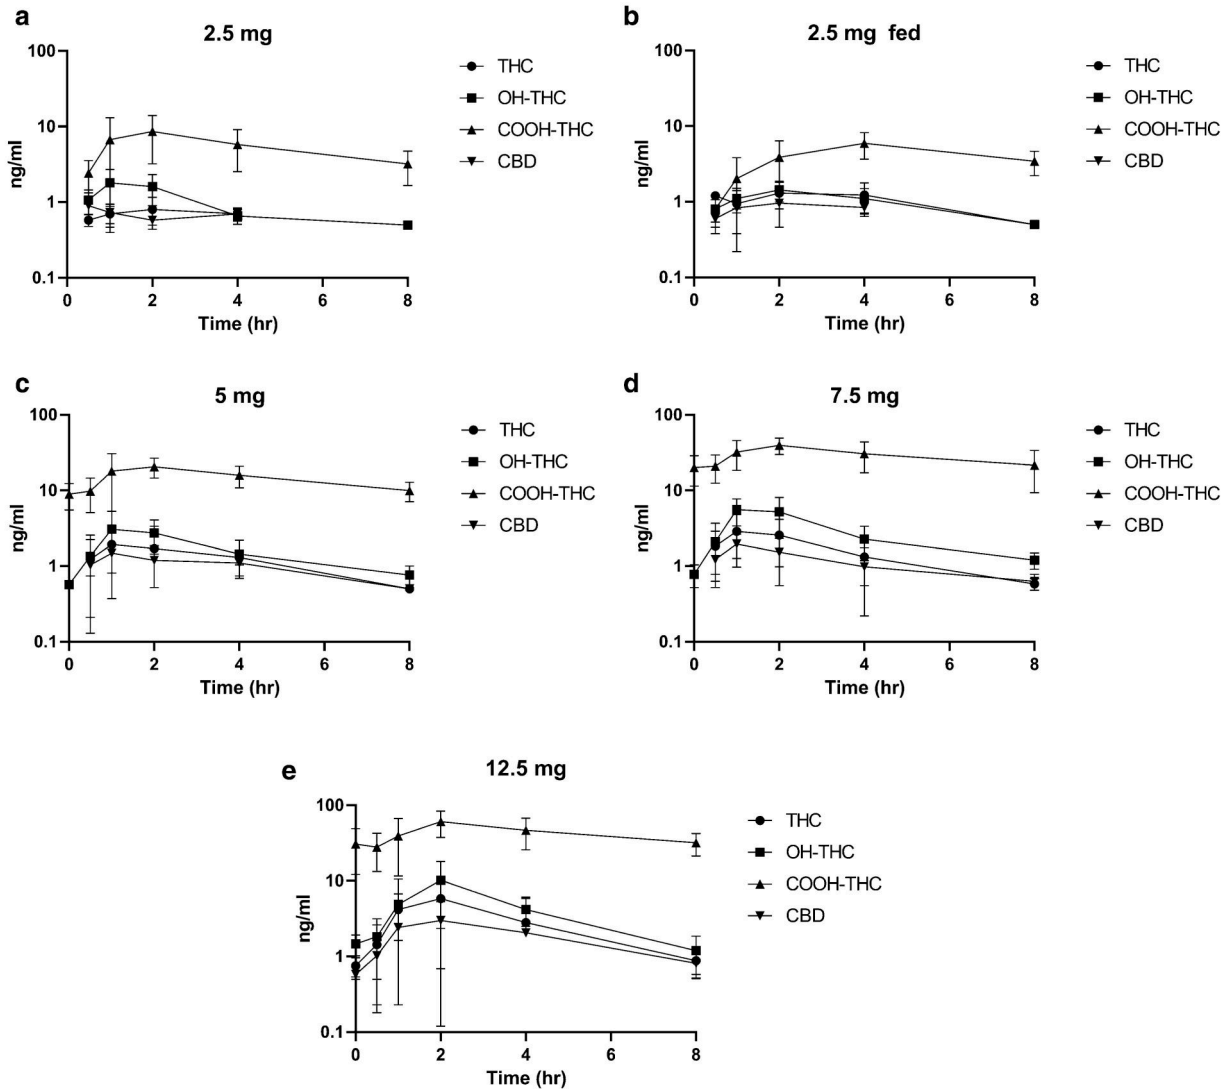 a
2.5 mg
100
10
1
0.1
ng/ml
0 2 4 6 8
Time (hr)
THC
OH-THC
COOH-THC
CBD
b
2.5 mg fed
100
10
1
0.1
ng/ml
0 2 4 6 8
Time (hr)
THC
OH-THC
COOH-THC
CBD
c
5 mg
100
10
1
0.1
ng/ml
0 2 4 6 8
Time (hr)
THC
OH-THC
COOH-THC
CBD
d
7.5 mg
100
10
1
0.1
ng/ml
0 2 4 6 8
Time (hr)
THC
OH-THC
COOH-THC
CBD
e
12.5 mg
100
10
1
0.1
ng/ml
0 2 4 6 8
Time (hr)
THC
OH-THC
COOH-THC
CBD